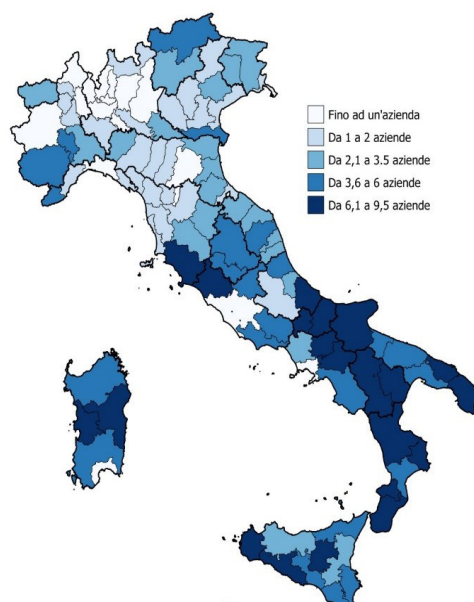 Fino ad un'azienda
Da 1 a 2 aziende
Da 2,1 a 3.5 aziende
Da 3,6 a 6 aziende
Da 6,1 a 9,5 aziende